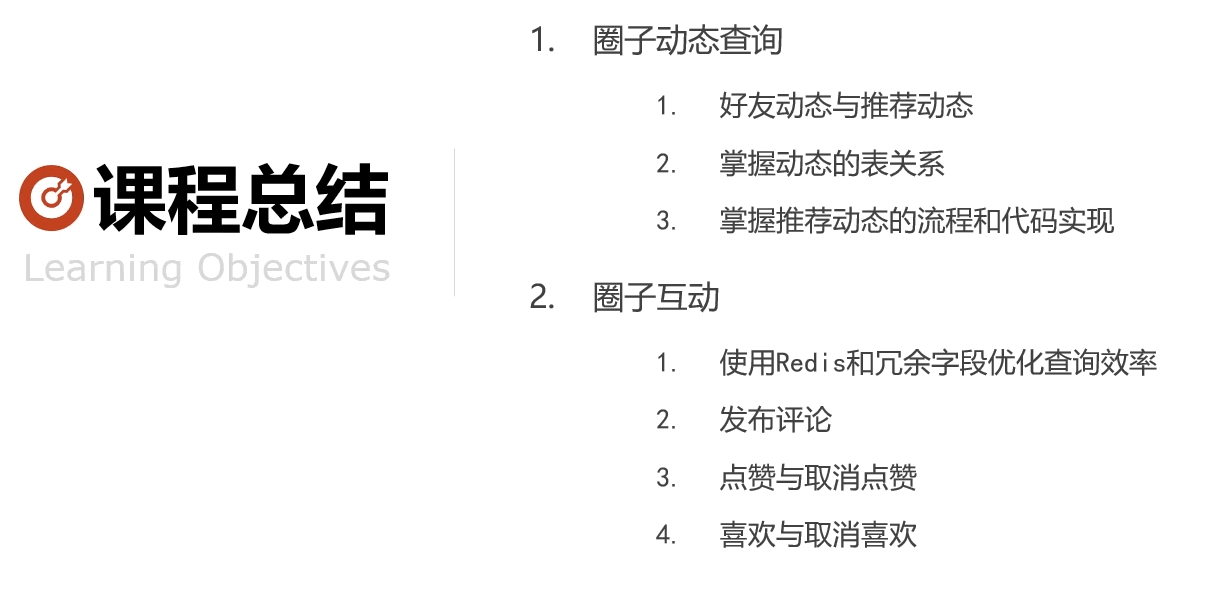 课程总结
Learning Objectives
1. 圈子动态查询
1. 好友动态与推荐动态
2. 掌握动态的表关系
3. 掌握推荐动态的流程和代码实现
2. 圈子互动
1. 使用Redis和冗余字段优化查询效率
2. 发布评论
3. 点赞与取消点赞
4. 喜欢与取消喜欢